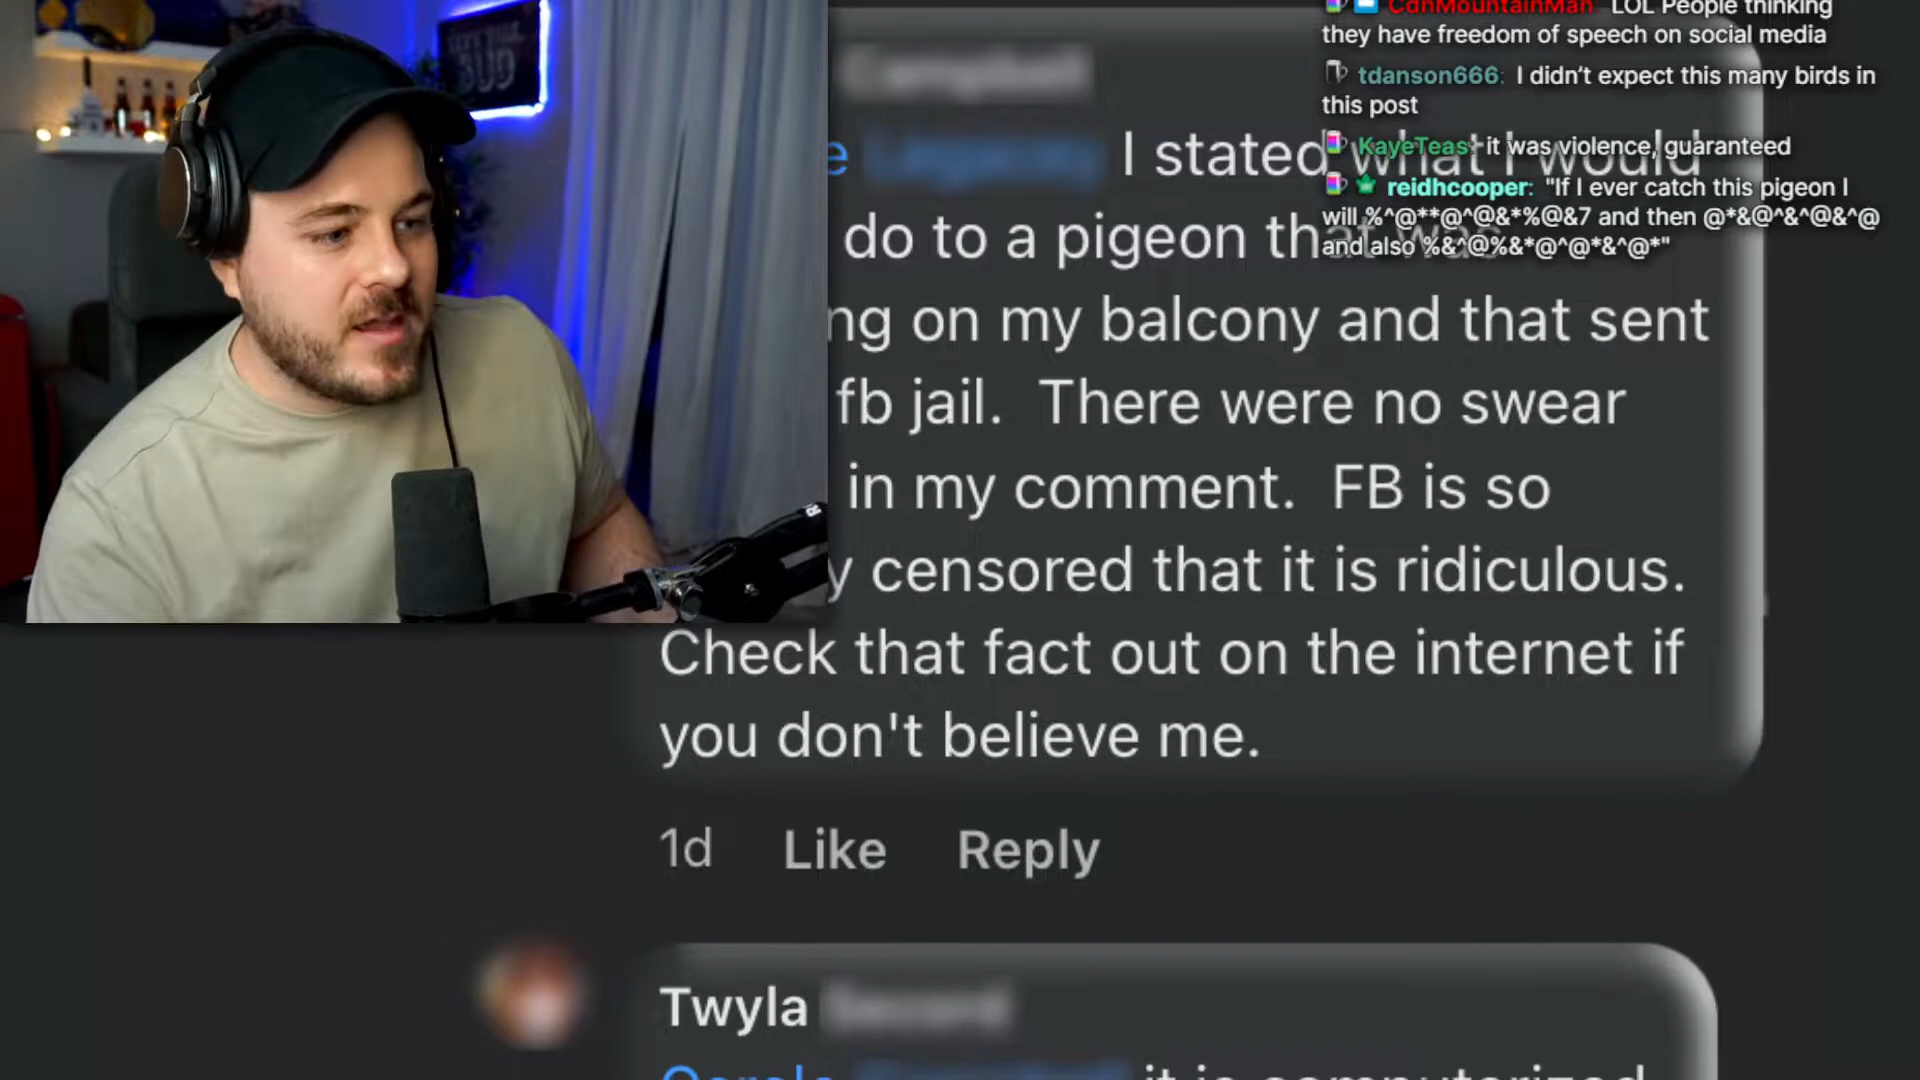 CdnMountainMan LOL People thinking
they have freedom of speech on social media
tdanson666: I didn't expect this many birds in
this post
KayeTeas: it was violence, guaranteed
reidhcooper: "If I ever catch this pigeon I
will %^@**@^@&*%@&7 and then @*&@^&^@&^@
and also %&^@%&*@^@*&^@*"
Campbell
e I stated what I would
do to a pigeon that was
ng on my balcony and that sent
fb jail. There were no swear
in my comment. FB is so
y censored that it is ridiculous.
Check that fact out on the internet if
you don't believe me.
1d Like Reply
Twyla
it is computerized